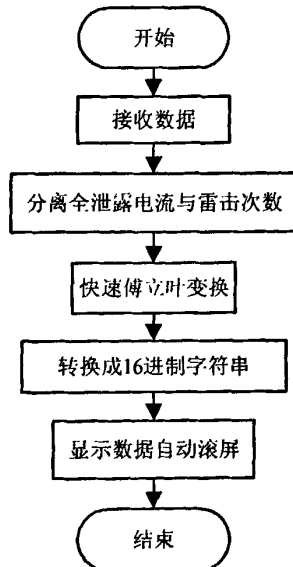 开始
接收数据
分离全泄露电流与雷击次数
快速傅立叶变换
转换成16进制字符串
显示数据自动滚屏
结束